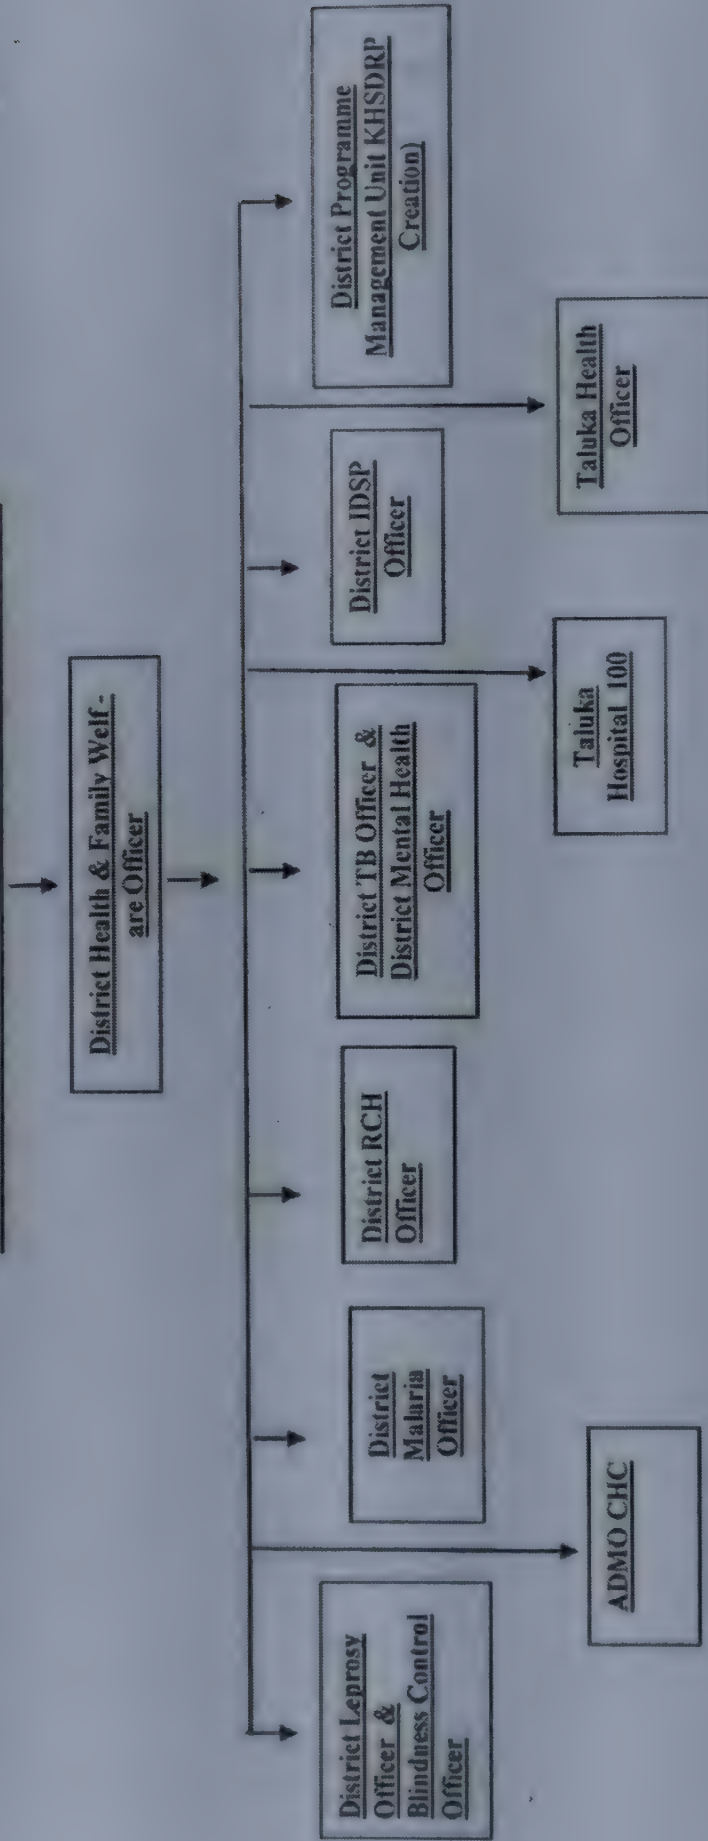 District Health & Family Welf -
are Officer
District Leprosy
Officer &
Blindness Control
Officer
District
Malaria
Officer
District RCH
Officer
District TB Officer &
District Mental Health
Officer
District IDSP
Officer
District Programme
Management Unit KHSDRP
Creation)
ADMO CHC
Taluka
Hospital 100
Taluka Health
Officer